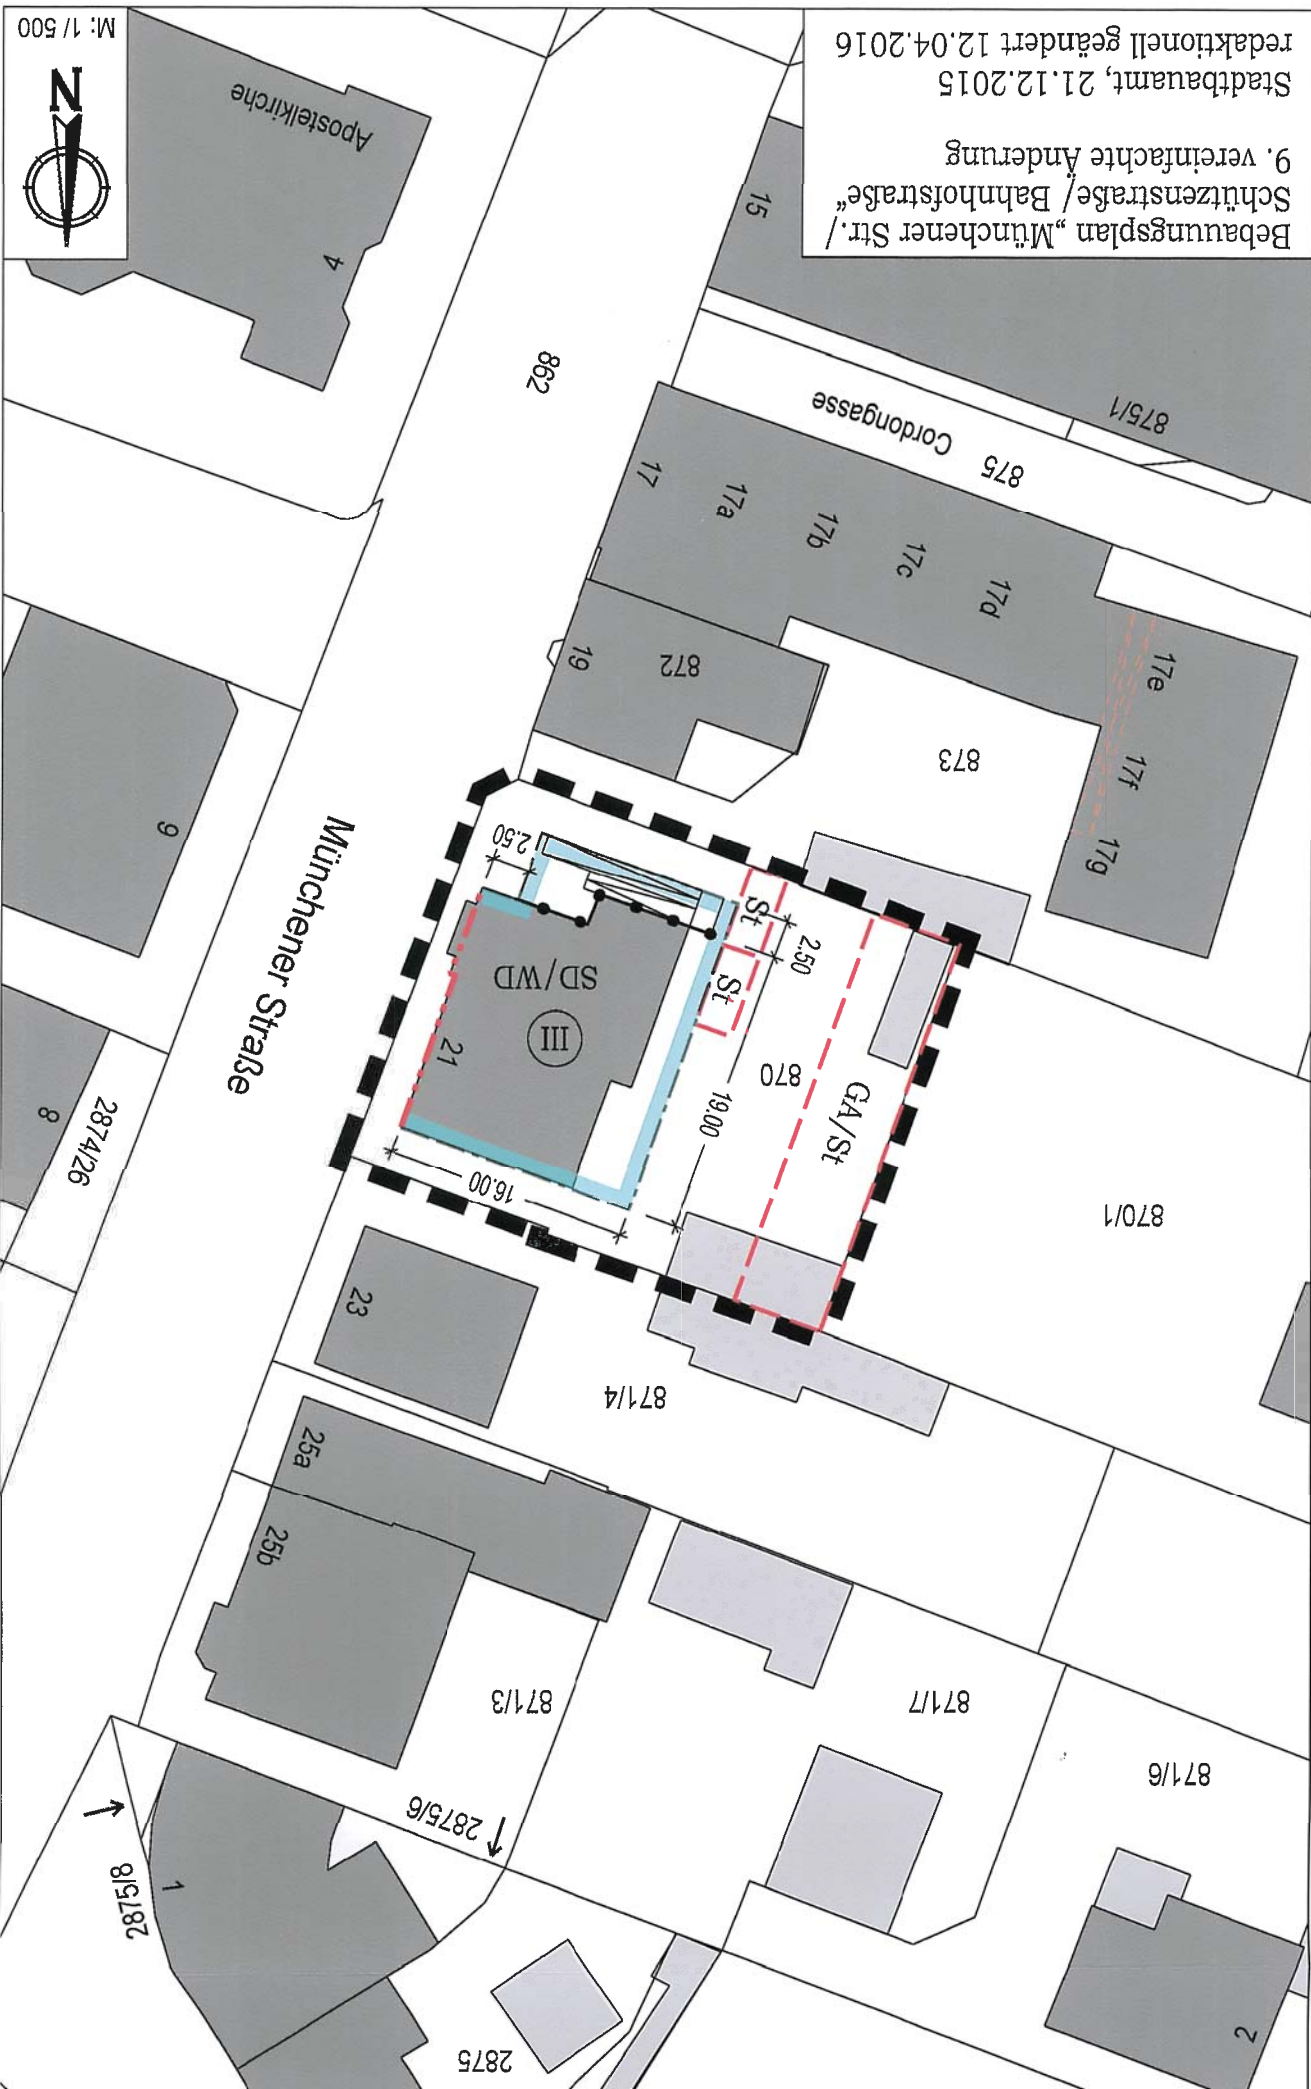 Bebauungsplan „Münchener Str./
Schützenstraße/ Bahnhofstraße“
9. vereinfachte Änderung
Stadtbauamt, 21.12.2015
redaktionell geändert 12.04.2016
N
M: 1/ 500
2
2875
2875/8
1
2875/6
871/6
871/7
871/3
25b
25a
871/4
23
870/1
16.00
19.00
GA/St
870
2874/26
8
21
III
SD/WD
St
St
2.50
2.50
Münchener Straße
9
17g
17f
17e
873
872
19
17d
17c
17b
17a
17
875
Cordongasse
875/1
862
15
4
Apostelkirche